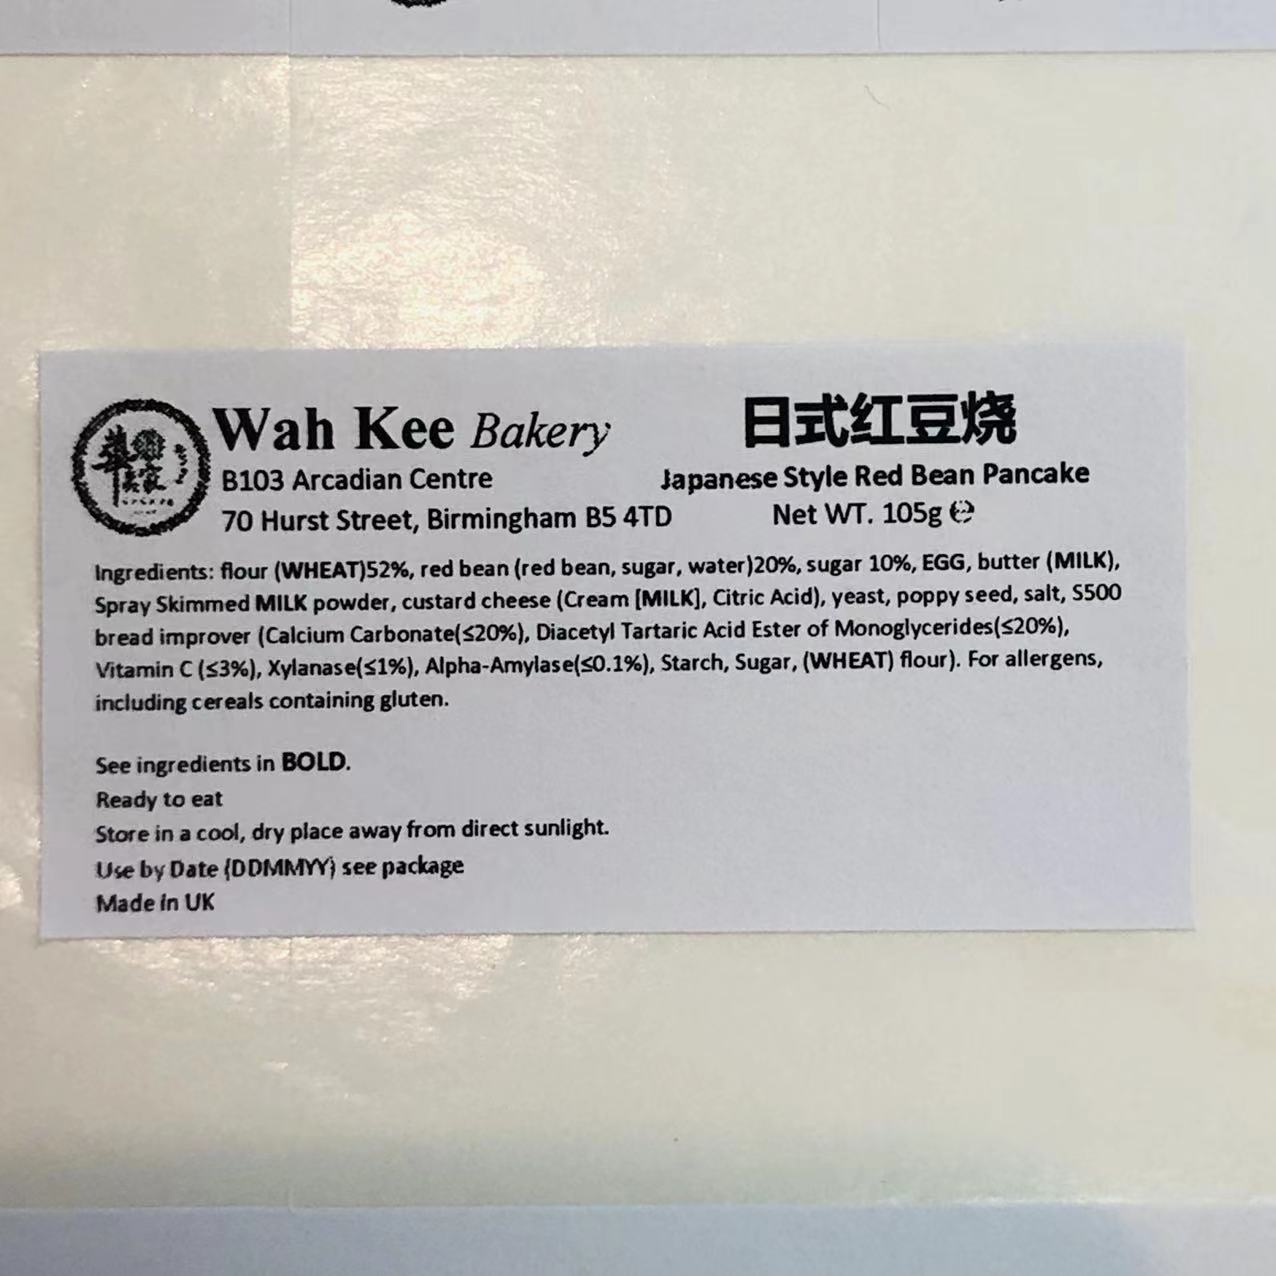 Wah Kee Bakery
B103 Arcadian Centre
70 Hurst Street, Birmingham B5 4TD
日式红豆烧
Japanese Style Red Bean Pancake
Net WT. 105g ℮
Ingredients: flour (WHEAT)52%, red bean (red bean, sugar, water)20%, sugar 10%, EGG, butter (MILK),
Spray Skimmed MILK powder, custard cheese (Cream [MILK], Citric Acid), yeast, poppy seed, salt, S500
bread improver (Calcium Carbonate(≤20%), Diacetyl Tartaric Acid Ester of Monoglycerides(≤20%),
Vitamin C (≤3%), Xylanase(≤1%), Alpha-Amylase(≤0.1%), Starch, Sugar, (WHEAT) flour). For allergens,
including cereals containing gluten.
See ingredients in BOLD.
Ready to eat
Store in a cool, dry place away from direct sunlight.
Use by Date (DDMMYY) see package
Made in UK